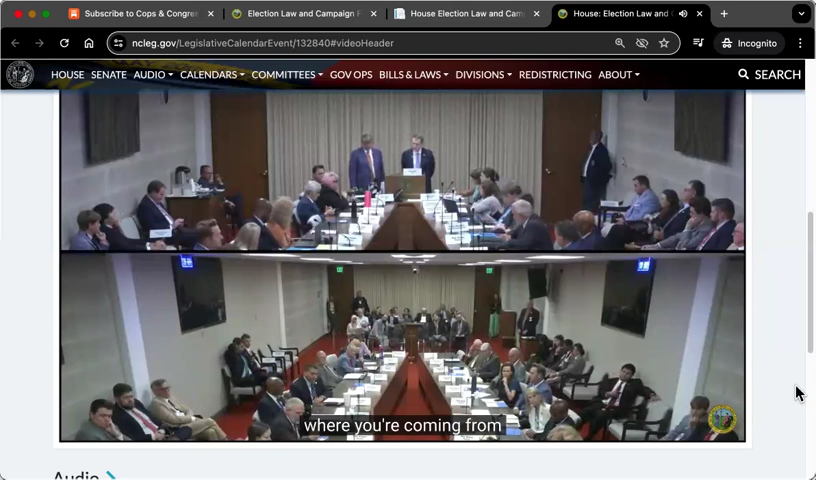 Subscribe to Cops & Congre
Election Law and Campaign F
House Election Law and Cam
House: Election Law and
ncleg.gov/LegislativeCalendarEvent/132840#videoHeader
Incognito
HOUSE SENATE AUDIO CALENDARS COMMITTEES GOV OPS BILLS & LAWS DIVISIONS REDISTRICTING ABOUT SEARCH
where you're coming from
Audio